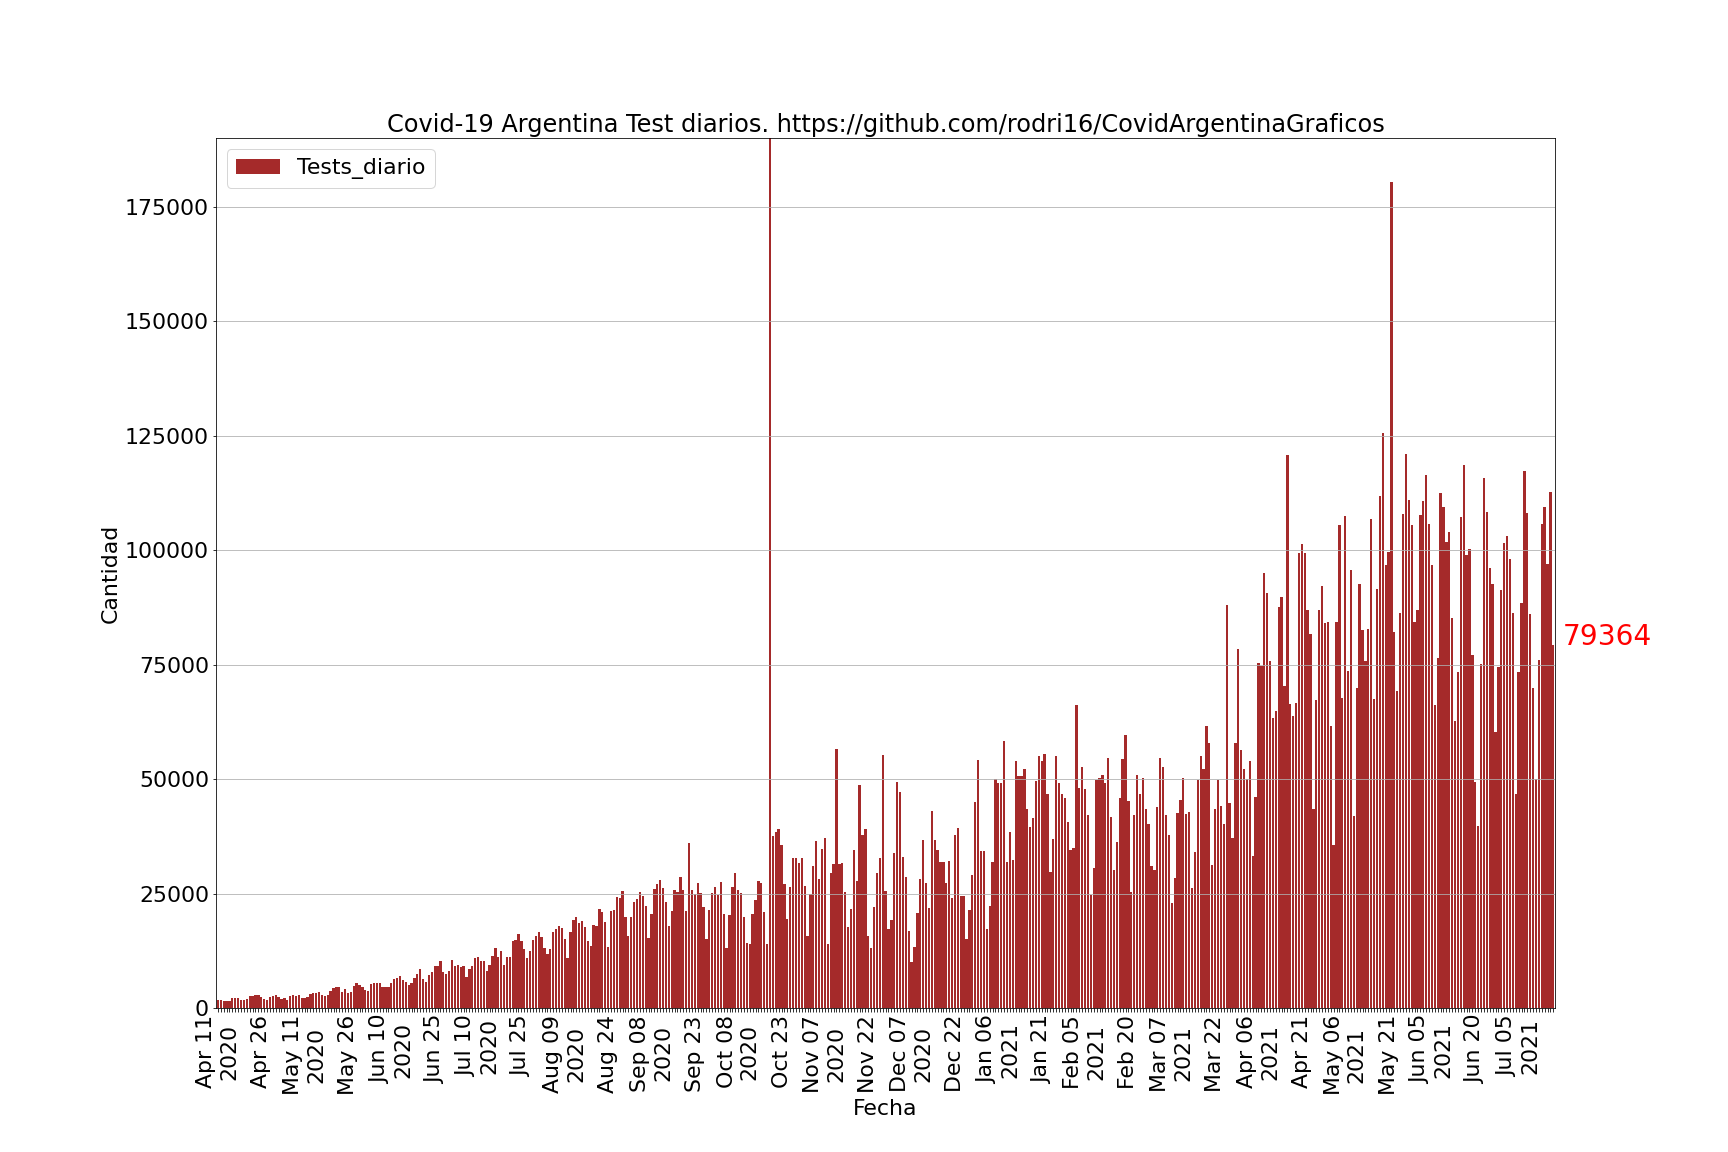 Covid-19 Argentina Test diarios. https://github.com/rodri16/CovidArgentinaGraficos
Tests_diario
175000
150000
125000
100000
75000
50000
25000
0
Cantidad
79364
Apr 11
2020
Apr 26
May 11
2020
May 26
Jun 10
2020
Jun 25
Jul 10
2020
Jul 25
Aug 09
2020
Aug 24
Sep 08
2020
Sep 23
Oct 08
2020
Oct 23
Nov 07
2020
Nov 22
Dec 07
2020
Dec 22
Jan 06
2021
Jan 21
Feb 05
2021
Feb 20
Mar 07
2021
Mar 22
Apr 06
2021
Apr 21
May 06
2021
May 21
Jun 05
2021
Jun 20
Jul 05
2021
Fecha